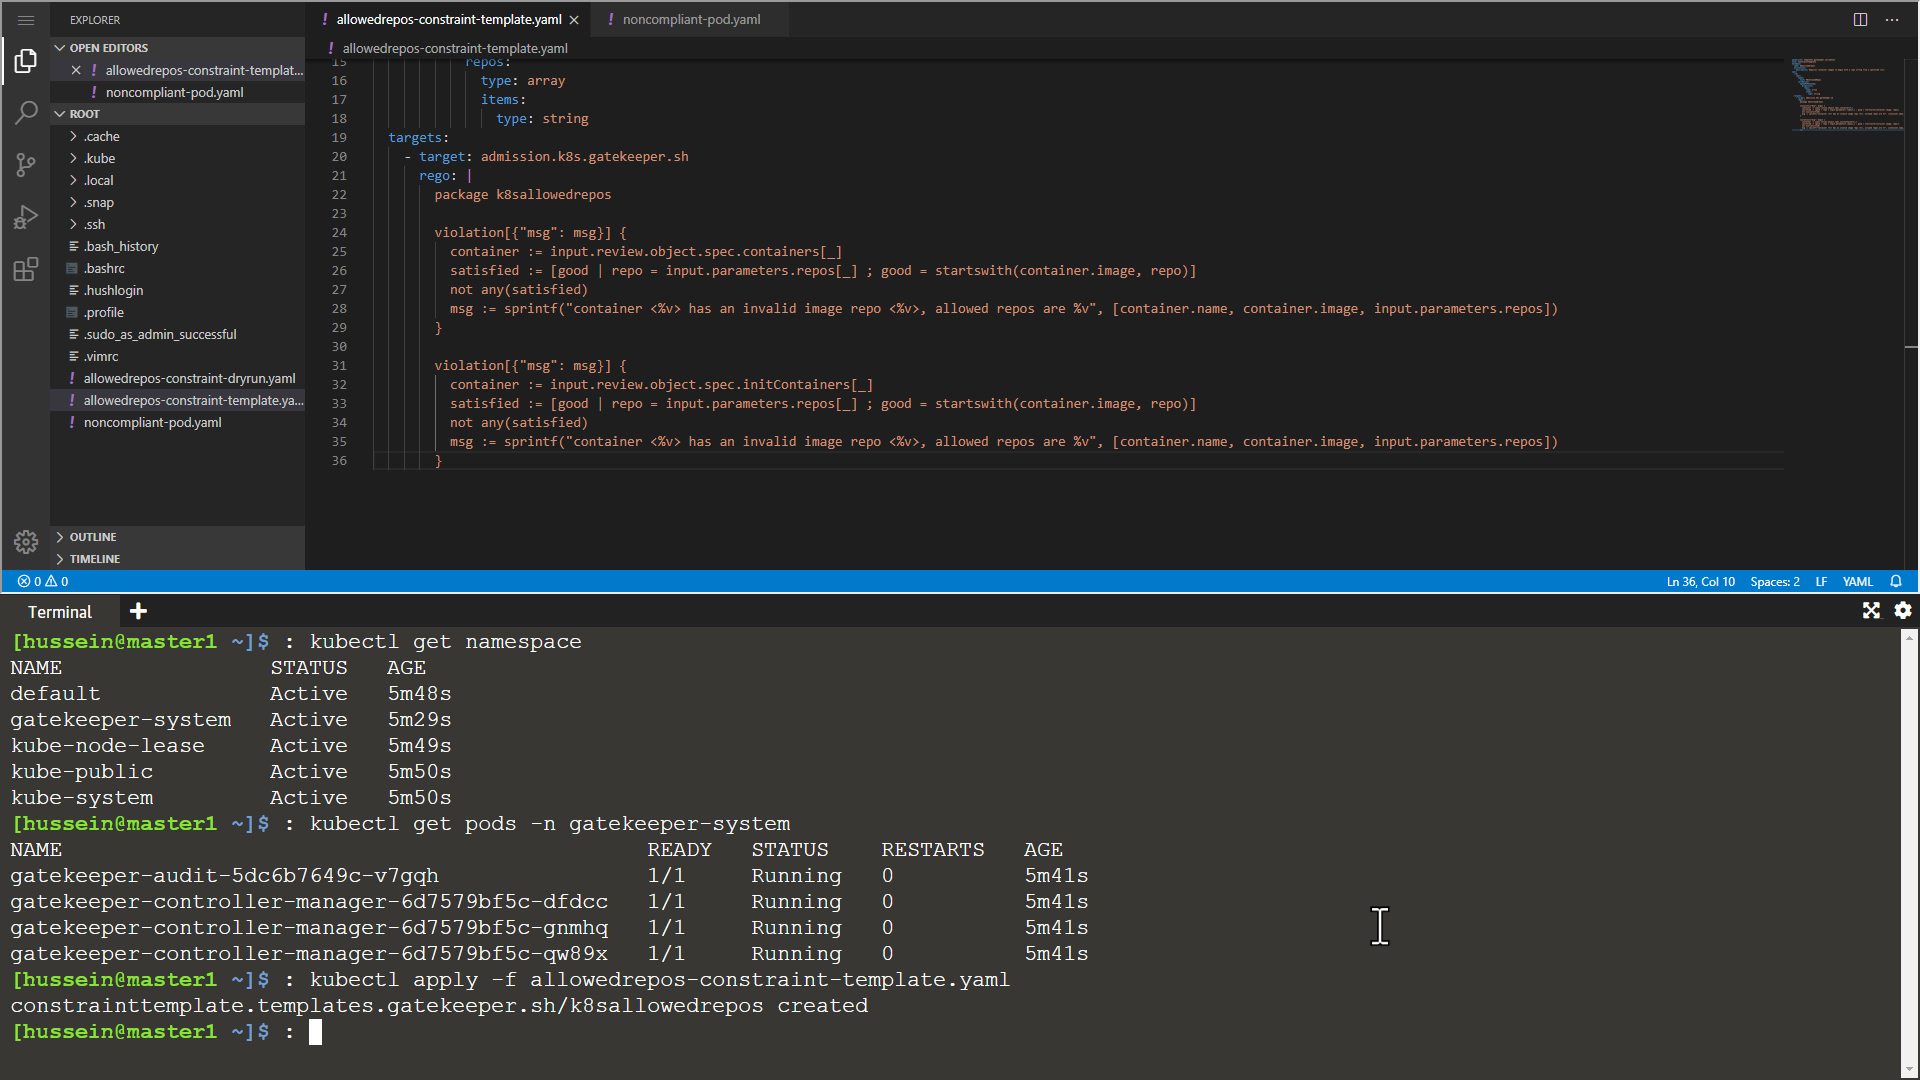 EXPLORER
OPEN EDITORS
allowedrepos-constraint-templat...
noncompliant-pod.yaml
ROOT
.cache
.kube
.local
.snap
.ssh
.bash_history
.bashrc
.hushlogin
.profile
.sudo_as_admin_successful
.vimrc
allowedrepos-constraint-dryrun.yaml
allowedrepos-constraint-template.ya...
noncompliant-pod.yaml
OUTLINE
TIMELINE
allowedrepos-constraint-template.yaml
noncompliant-pod.yaml
allowedrepos-constraint-template.yaml
15 repos:
16 type: array
17 items:
18 type: string
19 targets:
20 - target: admission.k8s.gatekeeper.sh
21 rego: |
22 package k8sallowedrepos
23
24 violation[{"msg": msg}] {
25 container := input.review.object.spec.containers[_]
26 satisfied := [good | repo = input.parameters.repos[_] ; good = startswith(container.image, repo)]
27 not any(satisfied)
28 msg := sprintf("container <%v> has an invalid image repo <%v>, allowed repos are %v", [container.name, container.image, input.parameters.repos])
29 }
30
31 violation[{"msg": msg}] {
32 container := input.review.object.spec.initContainers[_]
33 satisfied := [good | repo = input.parameters.repos[_] ; good = startswith(container.image, repo)]
34 not any(satisfied)
35 msg := sprintf("container <%v> has an invalid image repo <%v>, allowed repos are %v", [container.name, container.image, input.parameters.repos])
36 }
0 0
Ln 36, Col 10 Spaces: 2 LF YAML
Terminal
[hussein@master1 ~]$ : kubectl get namespace
NAME STATUS AGE
default Active 5m48s
gatekeeper-system Active 5m29s
kube-node-lease Active 5m49s
kube-public Active 5m50s
kube-system Active 5m50s
[hussein@master1 ~]$ : kubectl get pods -n gatekeeper-system
NAME READY STATUS RESTARTS AGE
gatekeeper-audit-5dc6b7649c-v7gqh 1/1 Running 0 5m41s
gatekeeper-controller-manager-6d7579bf5c-dfdcc 1/1 Running 0 5m41s
gatekeeper-controller-manager-6d7579bf5c-gnmhq 1/1 Running 0 5m41s
gatekeeper-controller-manager-6d7579bf5c-qw89x 1/1 Running 0 5m41s
[hussein@master1 ~]$ : kubectl apply -f allowedrepos-constraint-template.yaml
constrainttemplate.templates.gatekeeper.sh/k8sallowedrepos created
[hussein@master1 ~]$ :